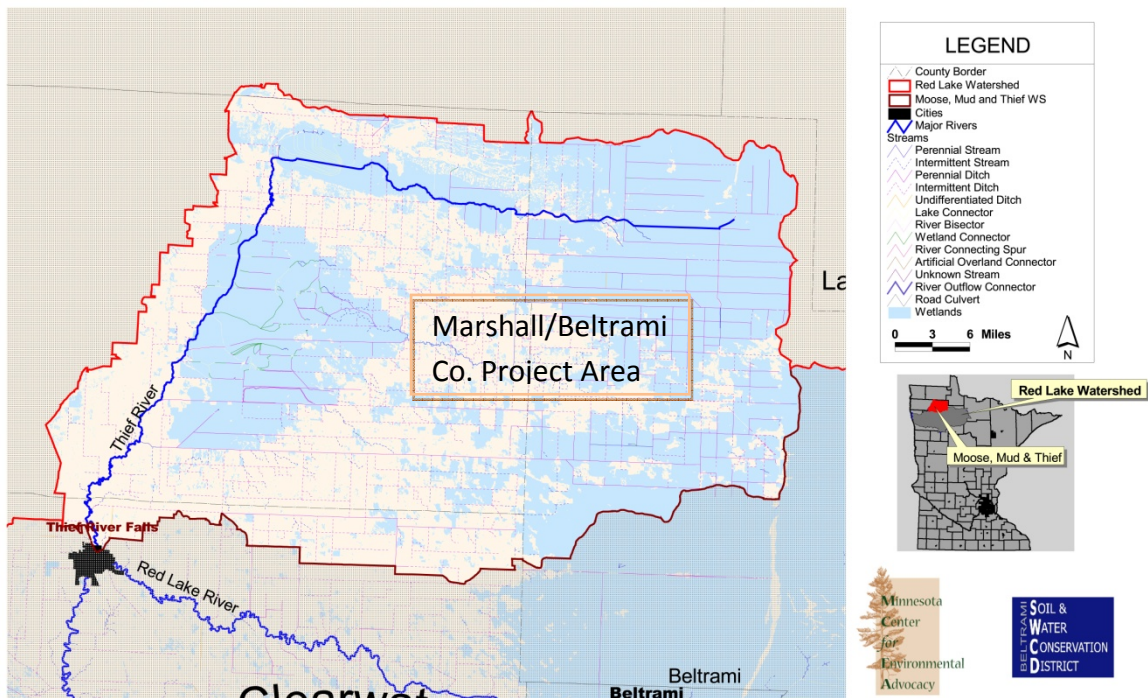 Marshall/Beltrami
Co. Project Area
Thief River
Thief River Falls
Red Lake River
La
Beltrami
Beltrami
Clearwat
LEGEND
County Border
Red Lake Watershed
Moose, Mud and Thief WS
Cities
Major Rivers
Streams
Perennial Stream
Intermittent Stream
Perennial Ditch
Intermittent Ditch
Undifferentiated Ditch
Lake Connector
River Bisector
Wetland Connector
River Connecting Spur
Artificial Overland Connector
Unknown Stream
River Outflow Connector
Road Culvert
Wetlands
0 3 6 Miles
N
Red Lake Watershed
Moose, Mud & Thief
Minnesota
Center
for
Environmental
Advocacy
BELTRAMI
SOIL &
WATER
CONSERVATION
DISTRICT